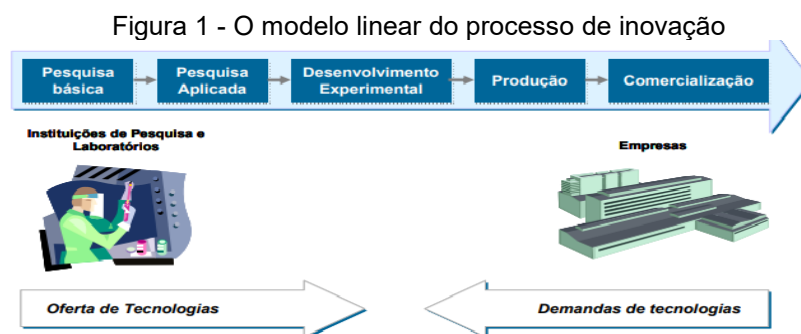 Figura 1 - O modelo linear do processo de inovação
Pesquisa básica
Pesquisa Aplicada
Desenvolvimento Experimental
Produção
Comercialização
Instituições de Pesquisa e
Laboratórios
Empresas
Oferta de Tecnologias
Demandas de tecnologias